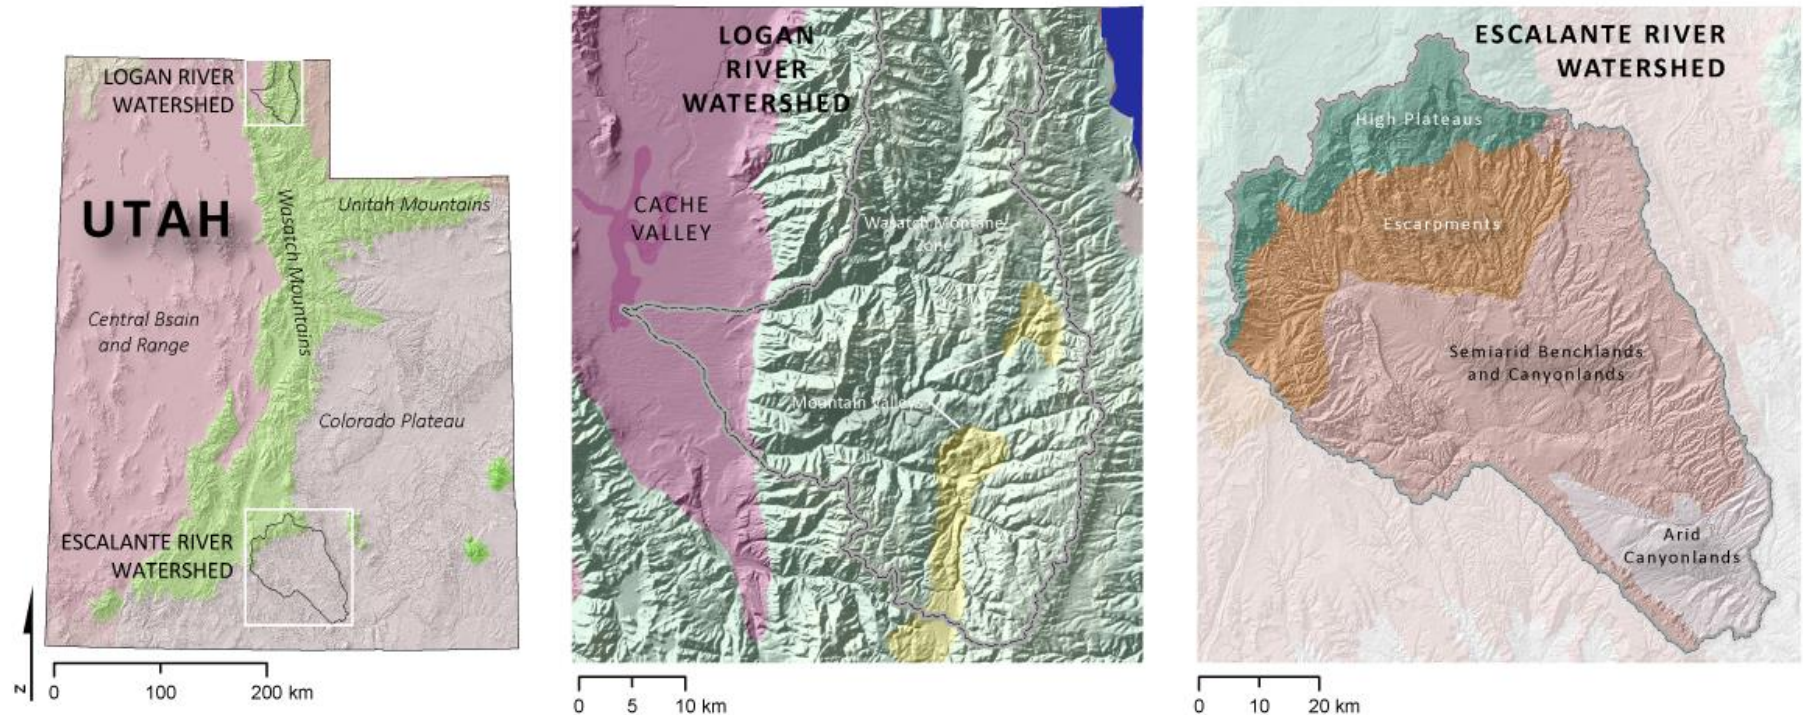 LOGAN RIVER
WATERSHED
UTAH
Wasatch Mountains
Unitah Mountains
Central Bsain
and Range
Colorado Plateau
ESCALANTE RIVER
WATERSHED
Z
0 100 200 km
LOGAN
RIVER
WATERSHED
CACHE
VALLEY
Wasatch Montane
Zone
Mountain Valleys
0 5 10 km
ESCALANTE RIVER
WATERSHED
High Plateaus
Escarpments
Semiarid Benchlands
and Canyonlands
Arid
Canyonlands
0 10 20 km